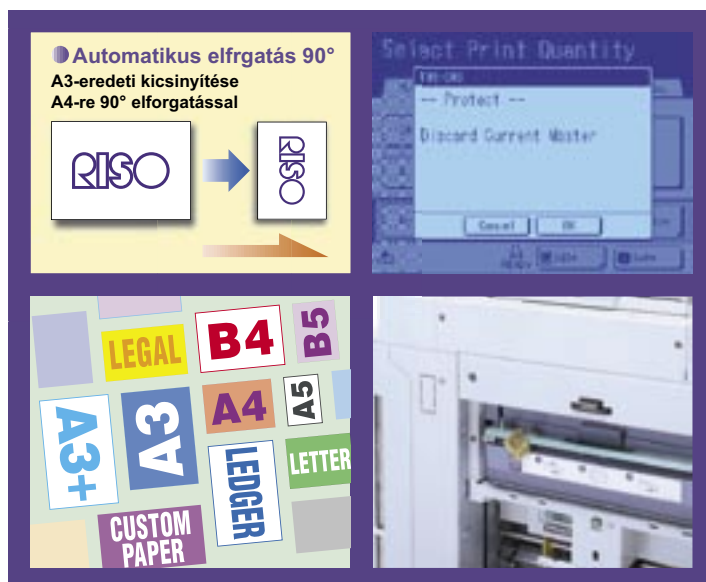 Automatikus elfrgatás 90°
A3-eredeti kicsinyítése
A4-re 90° elforgatással
RISO
RISO
Select Print Quantity
-- Protect --
Discard Current Master
Cancel
OK
READY
LEGAL
B4
B5
A3+
A3
A4
A5
LEDGER
LETTER
CUSTOM
PAPER